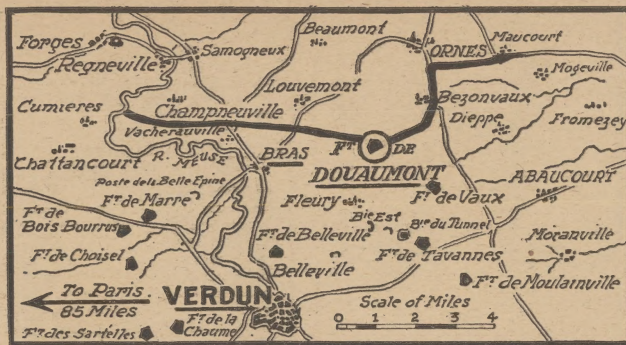 Forges
Regneville
Samogneux
Beaumont
ORNES
Maucourt
Mogeville
Cumieres
Champneuville
Louvemont
Bezonvaux
Dieppe
Fromezey
Vacherauville
Chattancourt
R. MEUSE
BRAS
Ft. DE
DOUAUMONT
ABAUCOURT
Poste de la Belle Epine
Ft. de Marre
Fleury
Ft. de Vaux
Ft. de
Bois Bourrus
Bie Est
Bie du Tunnel
Ft. de Belleville
Ft. de Tavannes
Moranville
Ft. de Choisel
Belleville
Ft. de Moulainville
To Paris
85 Miles
VERDUN
Scale of Miles
0 1 2 3 4
Ft. des Sartelles
Ft. de la
Chaume